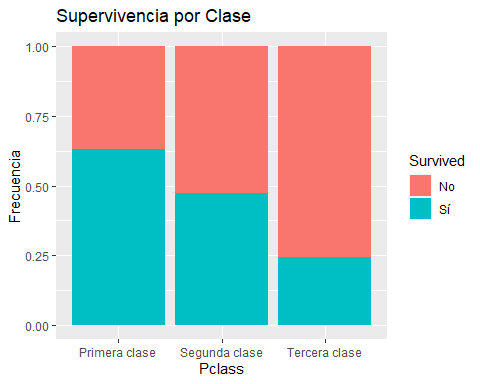 Supervivencia por Clase
1.00
0.75
0.50
0.25
0.00
Frecuencia
Primera clase
Segunda clase
Tercera clase
Pclass
Survived
No
Sí